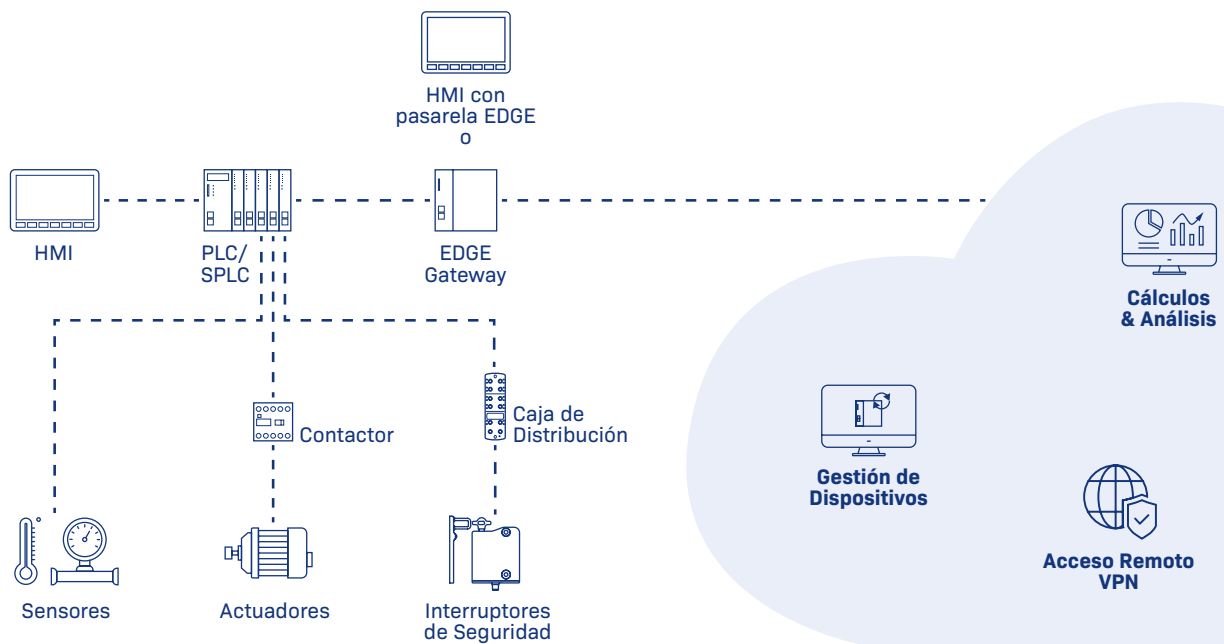 HMI con
pasarela EDGE
o
HMI
PLC/
SPLC
EDGE
Gateway
Cálculos
& Análisis
Contactor
Caja de
Distribución
Gestión de
Dispositivos
Acceso Remoto
VPN
Sensores
Actuadores
Interruptores
de Seguridad